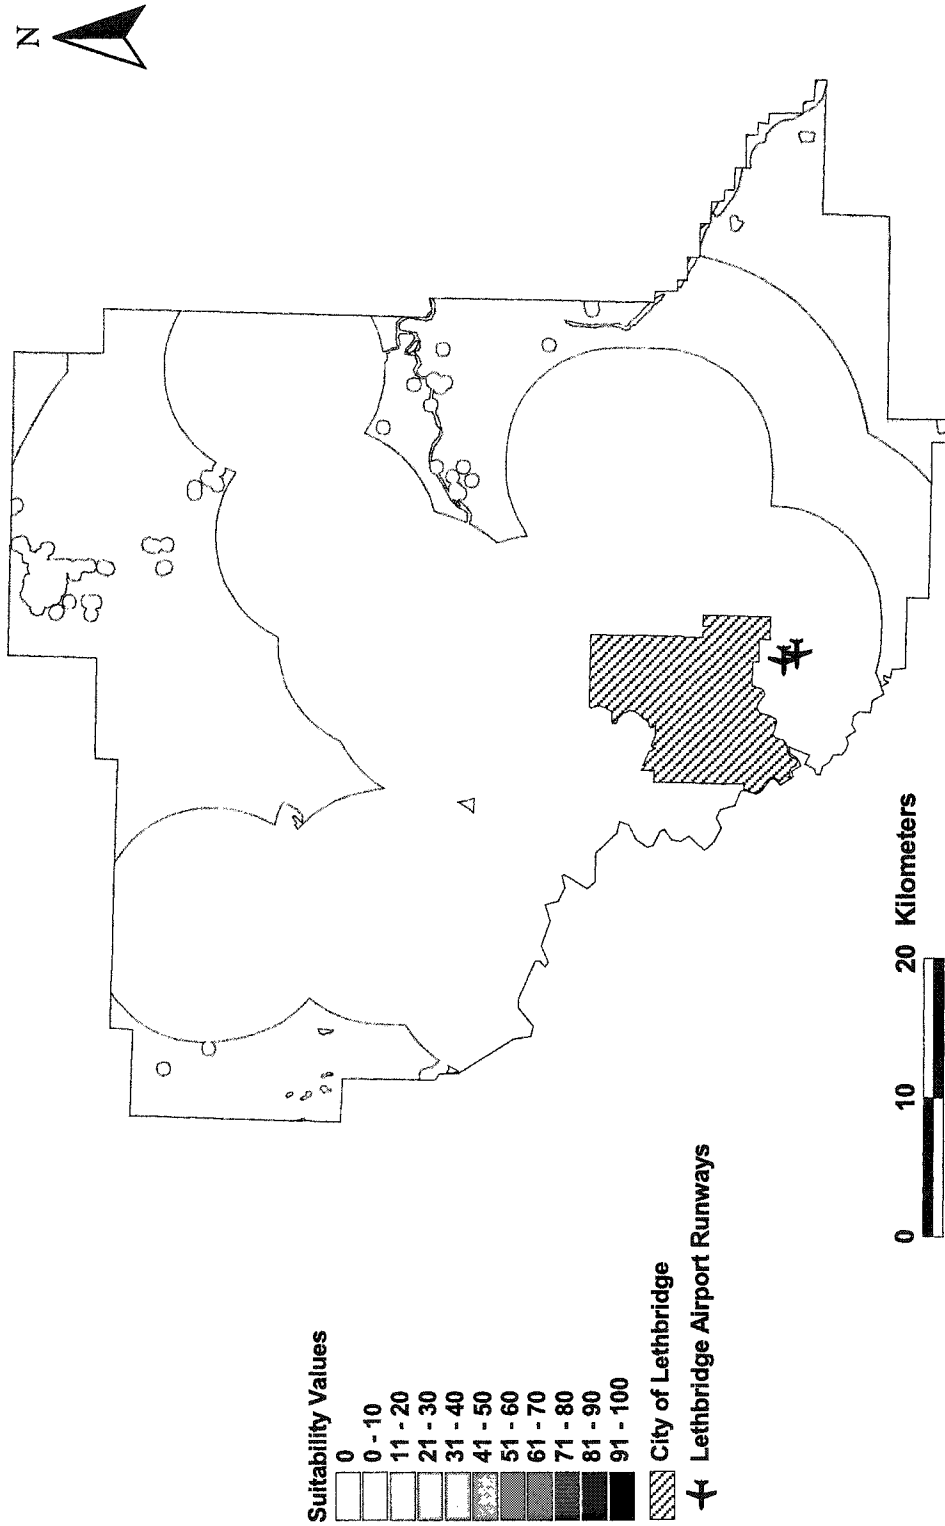 N
Suitability Values
0
0 - 10
11 - 20
21 - 30
31 - 40
41 - 50
51 - 60
61 - 70
71 - 80
81 - 90
91 - 100
City of Lethbridge
Lethbridge Airport Runways
0 10 20 Kilometers